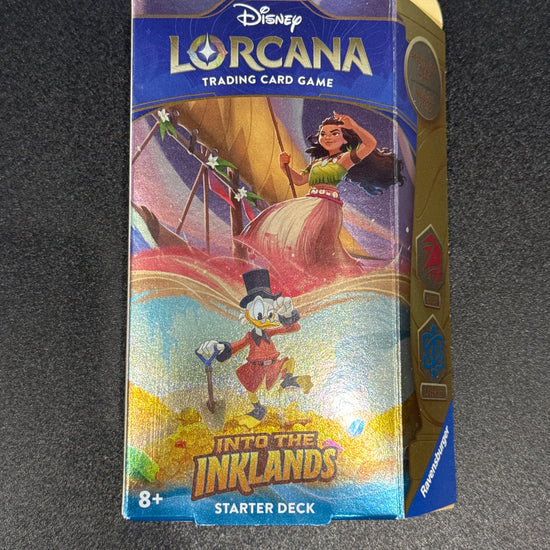 Disney
LORCANA
TRADING CARD GAME
INTO THE
INKLANDS
8+
STARTER DECK
Ravensburger